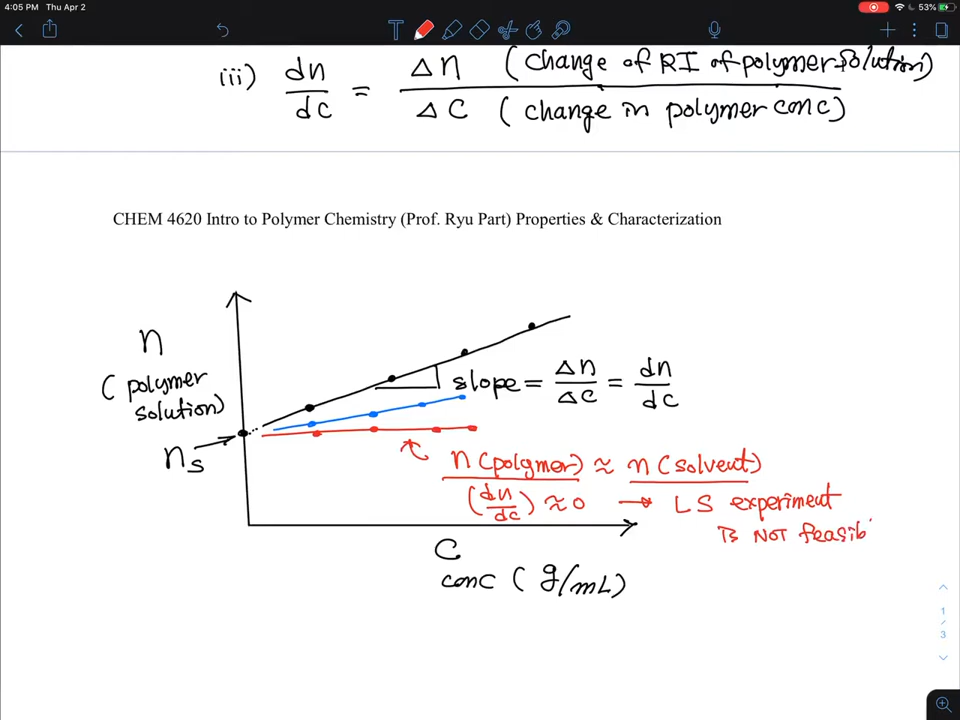 4:05 PM Thu Apr 2
53%
iii) dn/dc = Δn (change of RI of polymer solution) / ΔC (change in polymer conc)
CHEM 4620 Intro to Polymer Chemistry (Prof. Ryu Part) Properties & Characterization
n
(polymer
solution)
slope = Δn/ΔC = dn/dc
ns
n (polymer) ≈ n (solvent)
(dn/dc) ≈ 0 → LS experiment
Is NOT feasib
C
conc (g/mL)
1
/
3